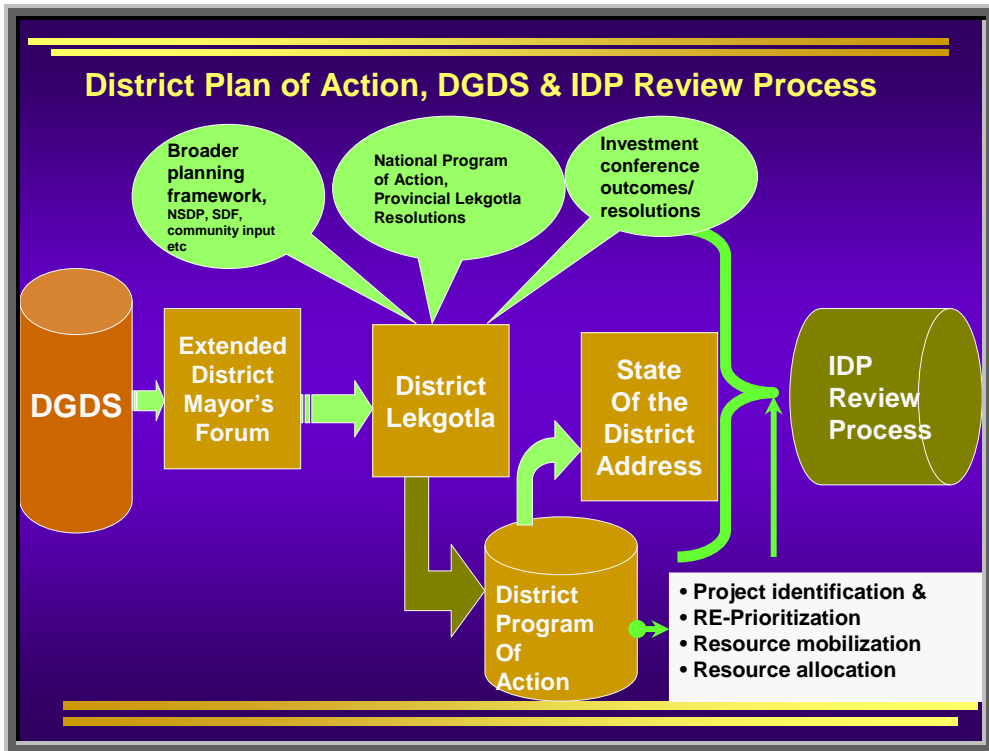 District Plan of Action, DGDS & IDP Review Process
Broader
planning
framework,
NSDP, SDF,
community input
etc
National Program
of Action,
Provincial Lekgotla
Resolutions
Investment
conference
outcomes/
resolutions
DGDS
Extended
District
Mayor's
Forum
District
Lekgotla
State
Of the
District
Address
IDP
Review
Process
District
Program
Of
Action
• Project identification &
• RE-Prioritization
• Resource mobilization
• Resource allocation